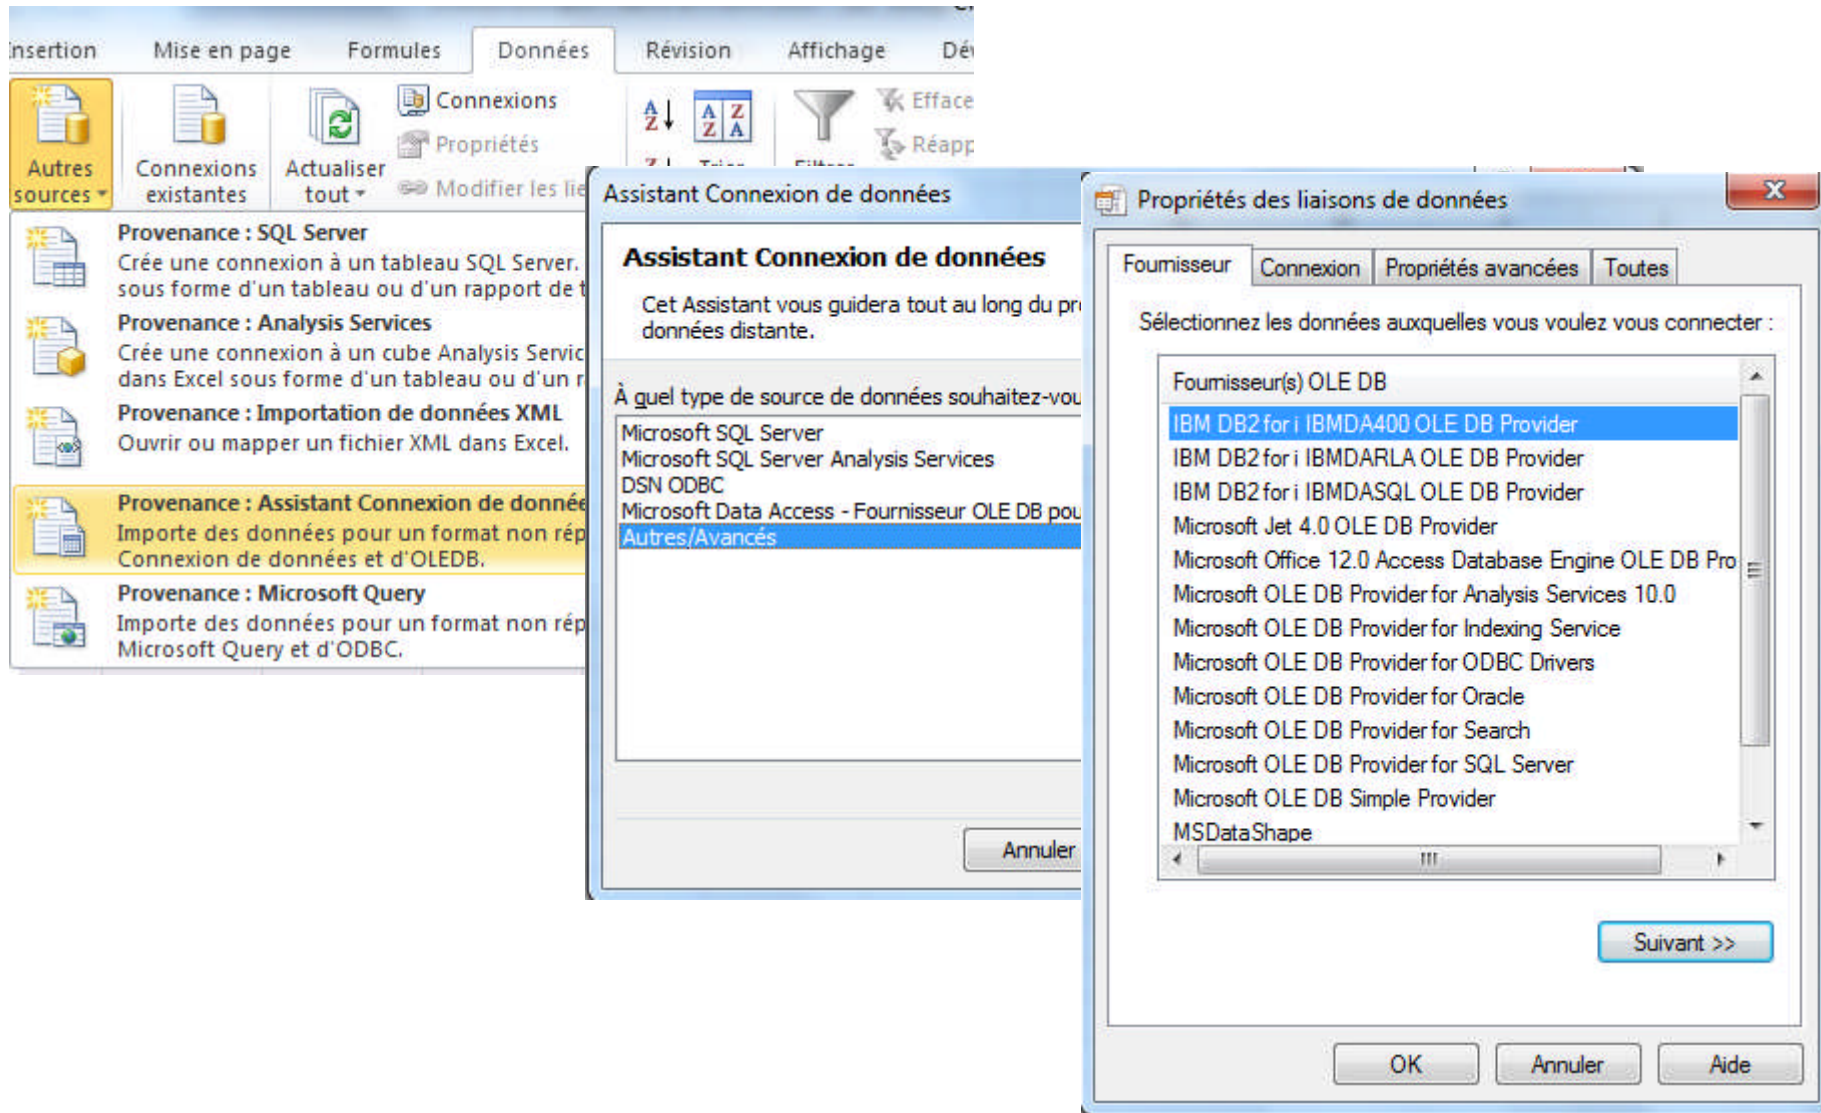 Insertion Mise en page Formules Données Révision Affichage
Autres sources
Connexions existantes
Actualiser tout
Connexions
Propriétés
Modifier les
Provenance : SQL Server
Crée une connexion à un tableau SQL Server.
sous forme d'un tableau ou d'un rapport de
Provenance : Analysis Services
Crée une connexion à un cube Analysis
dans Excel sous forme d'un tableau ou d'un
Provenance : Importation de données XML
Ouvrir ou mapper un fichier XML dans Excel.
Provenance : Assistant Connexion de
Importe des données pour un format non
Connexion de données et d'OLEDB.
Provenance : Microsoft Query
Importe des données pour un format non
Microsoft Query et d'ODBC.
Assistant Connexion de données
Assistant Connexion de données
Cet Assistant vous guidera tout au long du
données distante.
À quel type de source de données
Microsoft SQL Server
Microsoft SQL Server Analysis Services
DSN ODBC
Microsoft Data Access - Fournisseur OLE DB
Autres/Avancés
Annuler
Propriétés des liaisons de données
Fournisseur Connexion Propriétés avancées Toutes
Sélectionnez les données auxquelles vous voulez vous connecter :
Fournisseur(s) OLE DB
IBM DB2 for i IBMDA400 OLE DB Provider
IBM DB2 for i IBMDARLA OLE DB Provider
IBM DB2 for i IBMDASQL OLE DB Provider
Microsoft Jet 4.0 OLE DB Provider
Microsoft Office 12.0 Access Database Engine OLE DB Pro
Microsoft OLE DB Provider for Analysis Services 10.0
Microsoft OLE DB Provider for Indexing Service
Microsoft OLE DB Provider for ODBC Drivers
Microsoft OLE DB Provider for Oracle
Microsoft OLE DB Provider for Search
Microsoft OLE DB Provider for SQL Server
Microsoft OLE DB Simple Provider
MSDataShape
Suivant >>
OK Annuler Aide